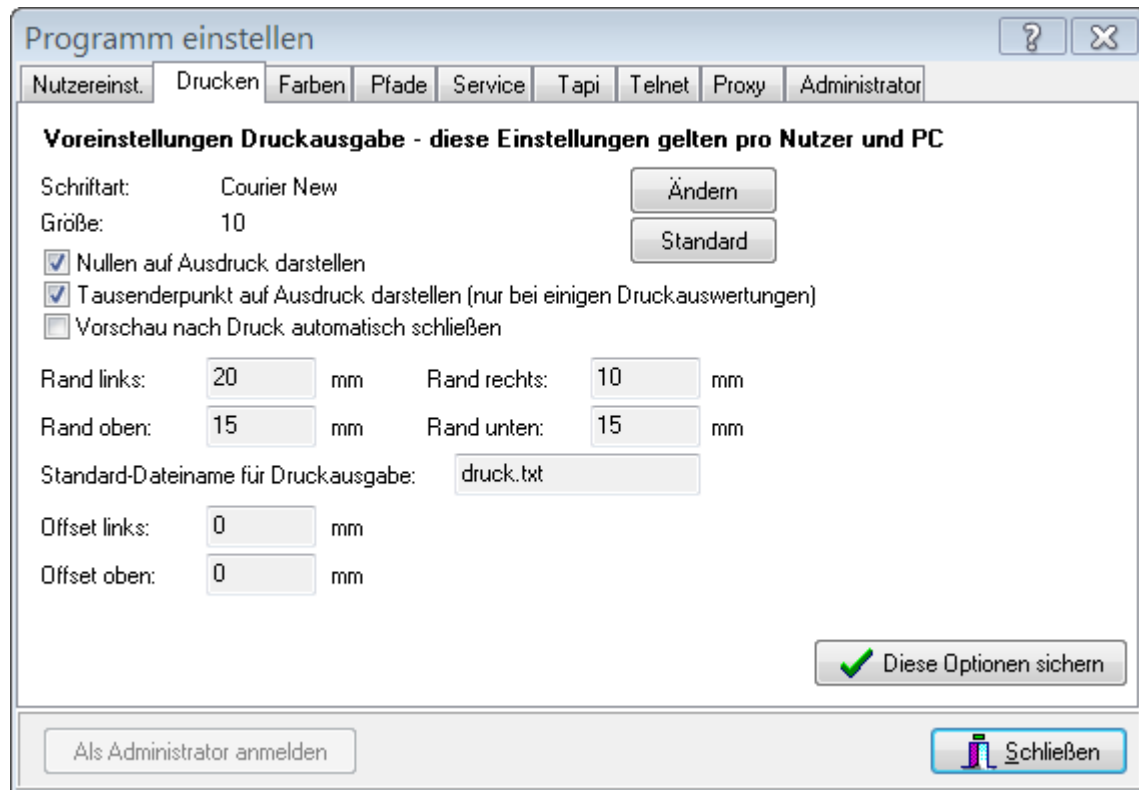 Programm einstellen
Nutzereinst. Drucken Farben Pfade Service Tapi Telnet Proxy Administrator
Voreinstellungen Druckausgabe - diese Einstellungen gelten pro Nutzer und PC
Schriftart: Courier New Ändern
Größe: 10 Standard
Nullen auf Ausdruck darstellen
Tausenderpunkt auf Ausdruck darstellen (nur bei einigen Druckauswertungen)
Vorschau nach Druck automatisch schließen
Rand links: 20 mm Rand rechts: 10 mm
Rand oben: 15 mm Rand unten: 15 mm
Standard-Dateiname für Druckausgabe: druck.txt
Offset links: 0 mm
Offset oben: 0 mm
Diese Optionen sichern
Als Administrator anmelden Schließen